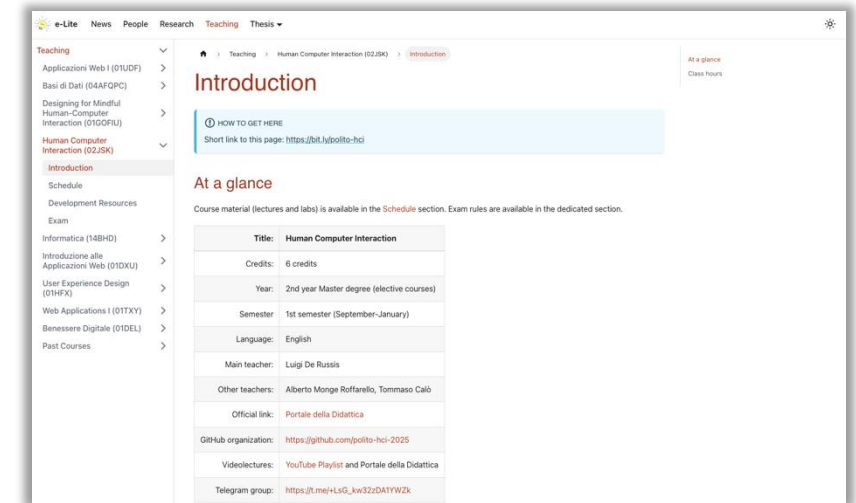 e-Lite News People Research Teaching Thesis
Teaching
Applicazioni Web I (01UDF)
Basi di Dati (04AFQPC)
Designing for Mindful
Human-Computer
Interaction (01GOFIU)
Human Computer
Interaction (02JSK)
Introduction
Schedule
Development Resources
Exam
Informatica (14BHD)
Introduzione alle
Applicazioni Web (01DXU)
User Experience Design
(01HFX)
Web Applications I (01TXY)
Benessere Digitale (01DEL)
Past Courses
Teaching > Human Computer Interaction (02JSK) > Introduction
Introduction
HOW TO GET HERE
Short link to this page: https://bit.ly/polito-hci
At a glance
Course material (lectures and labs) is available in the Schedule section. Exam rules are available in the dedicated section.
Title: Human Computer Interaction
Credits: 6 credits
Year: 2nd year Master degree (elective courses)
Semester 1st semester (September-January)
Language: English
Main teacher: Luigi De Russis
Other teachers: Alberto Monge Roffarello, Tommaso Calò
Official link: Portale della Didattica
GitHub organization: https://github.com/polito-hci-2025
Videolectures: YouTube Playlist and Portale della Didattica
Telegram group: https://t.me/+LsG_kw32zDA1YWZk
At a glance
Class hours